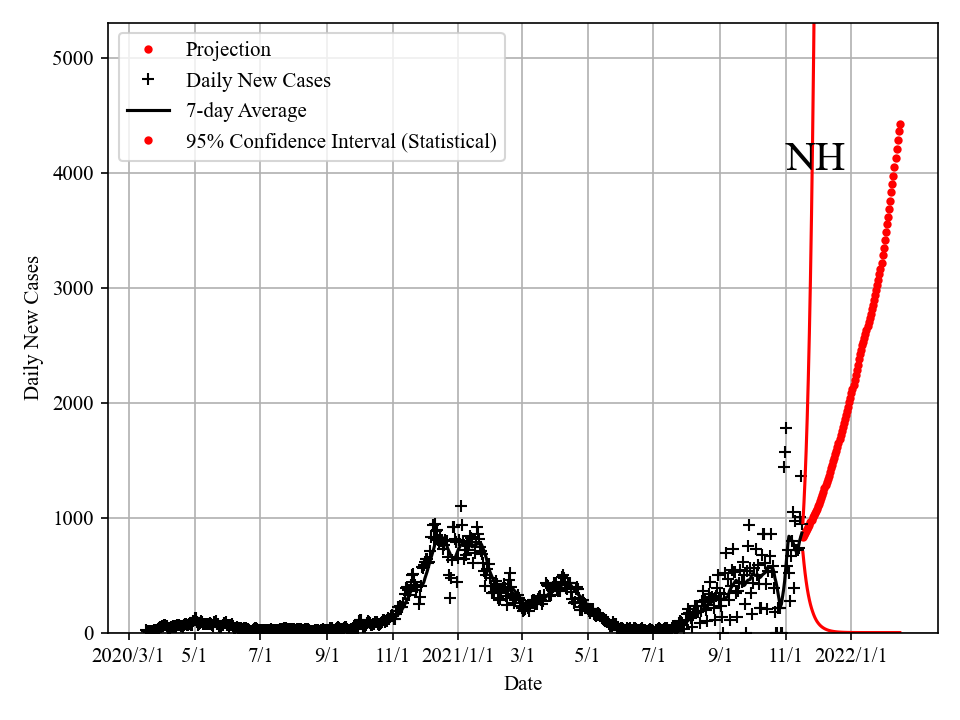 5000
4000
3000
2000
1000
0
Daily New Cases
Projection
Daily New Cases
7-day Average
95% Confidence Interval (Statistical)
NH
2020/3/1 5/1 7/1 9/1 11/1 2021/1/1 3/1 5/1 7/1 9/1 11/1 2022/1/1
Date